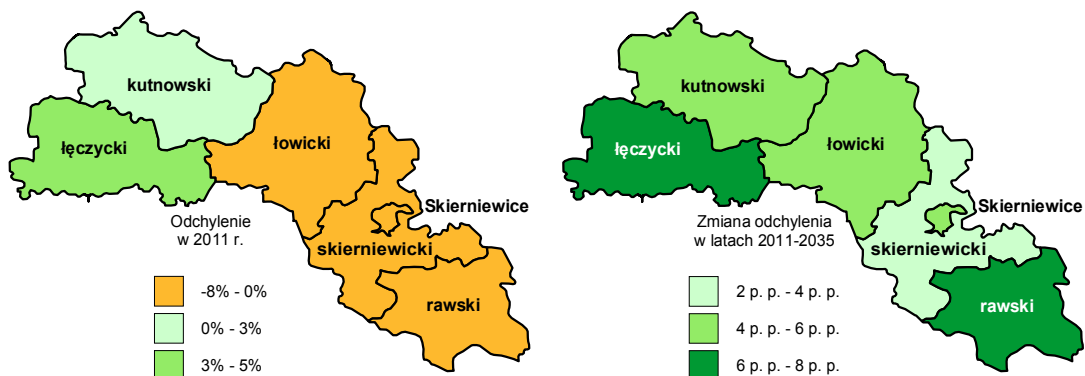 kutnowski
łęczycki
łowicki
Skierniewice
skierniewicki
rawski
Odchylenie
w 2011 r.
-8% - 0%
0% - 3%
3% - 5%
kutnowski
łęczycki
łowicki
Skierniewice
skierniewicki
rawski
Zmiana odchylenia
w latach 2011-2035
2 p. p. - 4 p. p.
4 p. p. - 6 p. p.
6 p. p. - 8 p. p.